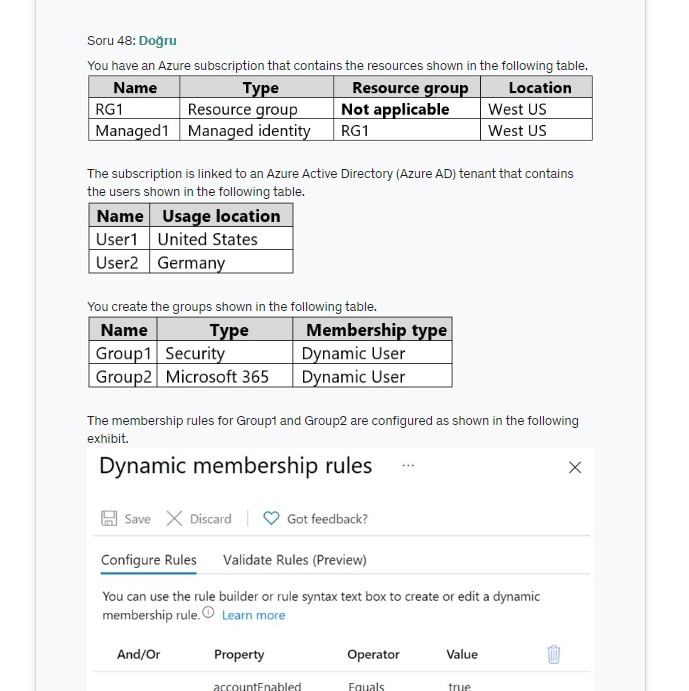 Soru 48: Doğru
You have an Azure subscription that contains the resources shown in the following table.
Name Type Resource group Location
RG1 Resource group Not applicable West US
Managed1 Managed identity RG1 West US
The subscription is linked to an Azure Active Directory (Azure AD) tenant that contains
the users shown in the following table.
Name Usage location
User1 United States
User2 Germany
You create the groups shown in the following table.
Name Type Membership type
Group1 Security Dynamic User
Group2 Microsoft 365 Dynamic User
The membership rules for Group1 and Group2 are configured as shown in the following
exhibit.
Dynamic membership rules ...
Save Discard Got feedback?
Configure Rules Validate Rules (Preview)
You can use the rule builder or rule syntax text box to create or edit a dynamic
membership rule. Learn more
And/Or Property Operator Value
accountEnabled Equals true